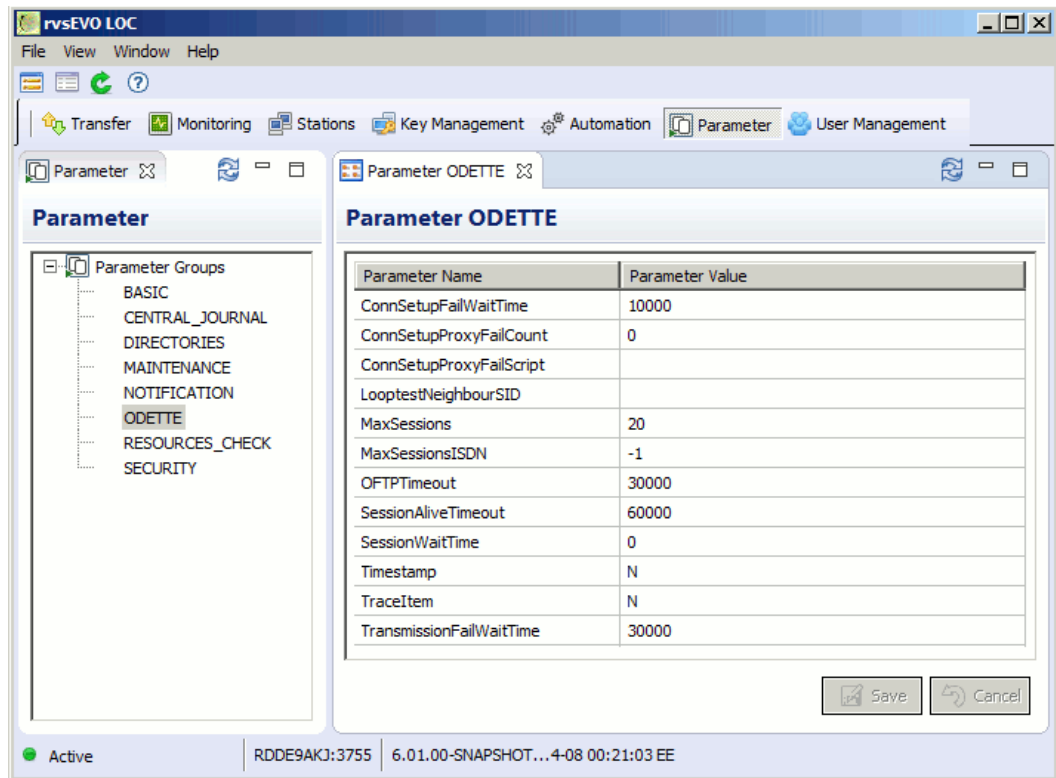 rvsEVO LOC
File View Window Help
Transfer Monitoring Stations Key Management Automation Parameter User Management
Parameter
Parameter ODETTE
Parameter
Parameter ODETTE
Parameter Groups
BASIC
CENTRAL_JOURNAL
DIRECTORIES
MAINTENANCE
NOTIFICATION
ODETTE
RESOURCES_CHECK
SECURITY
Parameter Name Parameter Value
ConnSetupFailWaitTime 10000
ConnSetupProxyFailCount 0
ConnSetupProxyFailScript
LooptestNeighbourSID
MaxSessions 20
MaxSessionsISDN -1
OFTPTimeout 30000
SessionAliveTimeout 60000
SessionWaitTime 0
Timestamp N
TraceItem N
TransmissionFailWaitTime 30000
Save Cancel
Active RDDE9AKJ:3755 6.01.00-SNAPSHOT...4-08 00:21:03 EE